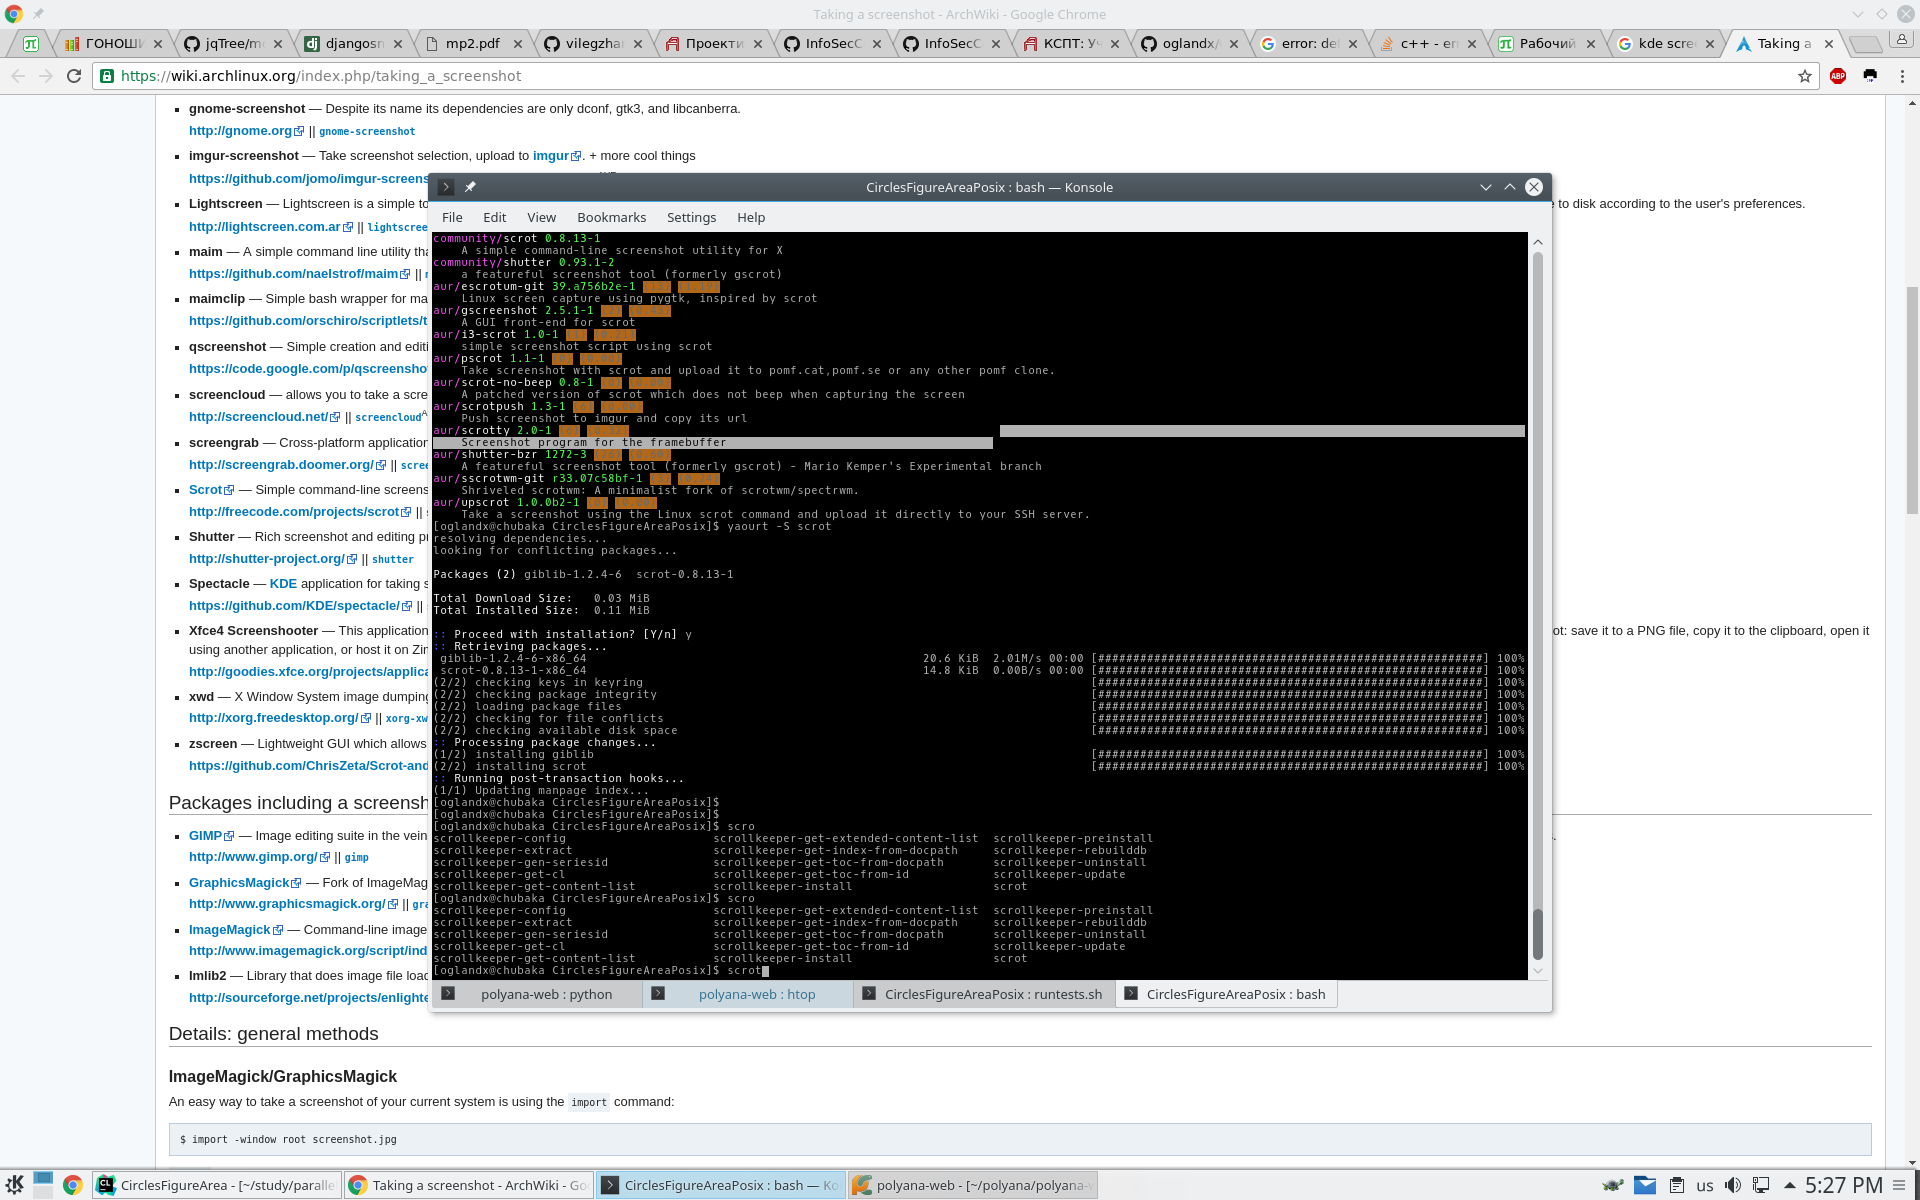 Taking a screenshot - ArchWiki - Google Chrome
ГОНОШИ
jqTree/m
djangosn
mp2.pdf
vilegzha
Проекти
InfoSecC
InfoSecC
КСПТ: Уч
oglandx/
error: del
c++ - er
Рабочий
kde scre
Taking a
https://wiki.archlinux.org/index.php/taking_a_screenshot
ABP
gnome-screenshot — Despite its name its dependencies are only dconf, gtk3, and libcanberra.
http://gnome.org || gnome-screenshot
imgur-screenshot — Take screenshot selection, upload to imgur. + more cool things
https://github.com/jomo/imgur-screens
Lightscreen — Lightscreen is a simple to
e to disk according to the user's preferences.
http://lightscreen.com.ar || lightscree
maim — A simple command line utility tha
https://github.com/naelstrof/maim ||
maimclip — Simple bash wrapper for ma
https://github.com/orschiro/scriptlets/t
qscreenshot — Simple creation and editi
https://code.google.com/p/qscreensho
screencloud — allows you to take a scre
http://screencloud.net/ || screencloud
screengrab — Cross-platform application
http://screengrab.doomer.org/ || scree
Scrot — Simple command-line screens
http://freecode.com/projects/scrot ||
Shutter — Rich screenshot and editing pr
http://shutter-project.org/ || shutter
Spectacle — KDE application for taking s
https://github.com/KDE/spectacle/ ||
Xfce4 Screenshooter — This application
ot: save it to a PNG file, copy it to the clipboard, open it
using another application, or host it on Zi
http://goodies.xfce.org/projects/applica
xwd — X Window System image dumping
http://xorg.freedesktop.org/ || xorg-xw
zscreen — Lightweight GUI which allows
https://github.com/ChrisZeta/Scrot-and
Packages including a screensh
GIMP — Image editing suite in the vein
http://www.gimp.org/ || gimp
GraphicsMagick — Fork of ImageMag
http://www.graphicsmagick.org/ || gra
ImageMagick — Command-line image
http://www.imagemagick.org/script/ind
Imlib2 — Library that does image file loac
http://sourceforge.net/projects/enlighte
Details: general methods
ImageMagick/GraphicsMagick
An easy way to take a screenshot of your current system is using the import command:
$ import -window root screenshot.jpg
CirclesFigureAreaPosix : bash — Konsole
File Edit View Bookmarks Settings Help
community/scrot 0.8.13-1
A simple command-line screenshot utility for X
community/shutter 0.93.1-2
a featureful screenshot tool (formerly gscrot)
aur/escrotum-git 39.a756b2e-1
Linux screen capture using pygtk, inspired by scrot
aur/gscreenshot 2.5.1-1
A GUI front-end for scrot
aur/i3-scrot 1.0-1
simple screenshot script using scrot
aur/pscrot 1.1-1
Take screenshot with scrot and upload it to pomf.cat,pomf.se or any other pomf clone.
aur/scrot-no-beep 0.8-1
A patched version of scrot which does not beep when capturing the screen
aur/scrotpush 1.3-1
Push screenshot to imgur and copy its url
aur/scrotty 2.0-1
Screenshot program for the framebuffer
aur/shutter-bzr 1272-3
A featureful screenshot tool (formerly gscrot) - Mario Kemper's Experimental branch
aur/sscrotwm-git r33.07c58bf-1
Shriveled scrotwm: A minimalist fork of scrotwm/spectrwm.
aur/upscrot 1.0.0b2-1
Take a screenshot using the Linux scrot command and upload it directly to your SSH server.
[oglandx@chubaka CirclesFigureAreaPosix]$ yaourt -S scrot
resolving dependencies...
looking for conflicting packages...
Packages (2) giblib-1.2.4-6 scrot-0.8.13-1
Total Download Size: 0.03 MiB
Total Installed Size: 0.11 MiB
:: Proceed with installation? [Y/n] y
:: Retrieving packages...
giblib-1.2.4-6-x86_64 20.6 KiB 2.01M/s 00:00 [#######################################################] 100%
scrot-0.8.13-1-x86_64 14.8 KiB 0.00B/s 00:00 [#######################################################] 100%
(2/2) checking keys in keyring [#######################################################] 100%
(2/2) checking package integrity [#######################################################] 100%
(2/2) loading package files [#######################################################] 100%
(2/2) checking for file conflicts [#######################################################] 100%
(2/2) checking available disk space [#######################################################] 100%
:: Processing package changes...
(1/2) installing giblib [#######################################################] 100%
(2/2) installing scrot [#######################################################] 100%
:: Running post-transaction hooks...
(1/1) Updating manpage index...
[oglandx@chubaka CirclesFigureAreaPosix]$
[oglandx@chubaka CirclesFigureAreaPosix]$
[oglandx@chubaka CirclesFigureAreaPosix]$ scro
scrollkeeper-config scrollkeeper-get-extended-content-list scrollkeeper-preinstall
scrollkeeper-extract scrollkeeper-get-index-from-docpath scrollkeeper-rebuilddb
scrollkeeper-gen-seriesid scrollkeeper-get-toc-from-docpath scrollkeeper-uninstall
scrollkeeper-get-cl scrollkeeper-get-toc-from-id scrollkeeper-update
scrollkeeper-get-content-list scrollkeeper-install scrot
[oglandx@chubaka CirclesFigureAreaPosix]$ scro
scrollkeeper-config scrollkeeper-get-extended-content-list scrollkeeper-preinstall
scrollkeeper-extract scrollkeeper-get-index-from-docpath scrollkeeper-rebuilddb
scrollkeeper-gen-seriesid scrollkeeper-get-toc-from-docpath scrollkeeper-uninstall
scrollkeeper-get-cl scrollkeeper-get-toc-from-id scrollkeeper-update
scrollkeeper-get-content-list scrollkeeper-install scrot
[oglandx@chubaka CirclesFigureAreaPosix]$ scrot
polyana-web : python
polyana-web : htop
CirclesFigureAreaPosix : runtests.sh
CirclesFigureAreaPosix : bash
CirclesFigureArea - [~/study/paralle
Taking a screenshot - ArchWiki - Go
CirclesFigureAreaPosix : bash — Ko
polyana-web - [~/polyana/polyana-w
us
5:27 PM